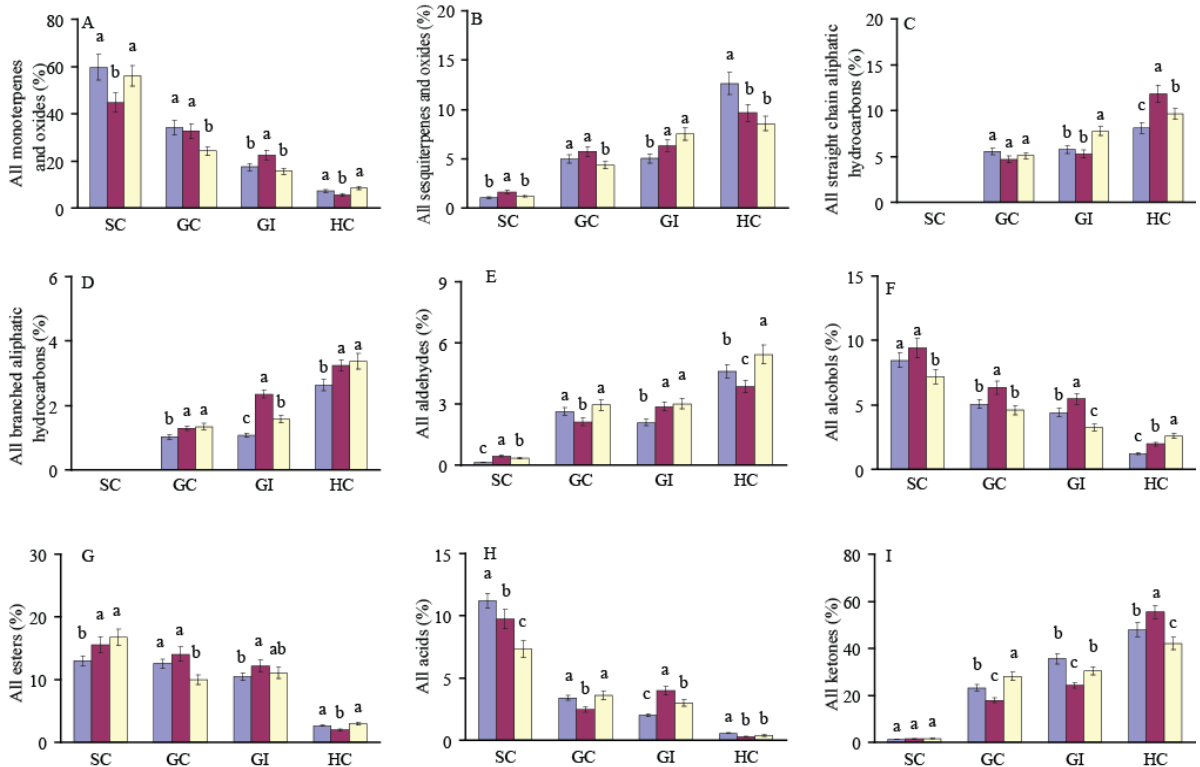 A
All monoterpenes
and oxides (%)
80
60
40
20
0
a b a
a a b
b a b
a b a
SC GC GI HC
B
All sesquiterpenes and oxides (%)
20
15
10
5
0
b a b
a a b
b a a
a b b
SC GC GI HC
C
All straight chain aliphatic
hydrocarbons (%)
20
15
10
5
0
a a a
b b a
c a b
SC GC GI HC
D
All branched aliphatic
hydrocarbons (%)
6
4
2
1
0
b a a
c a b
b a a
SC GC GI HC
E
All aldehydes (%)
9
6
3
0
c a b
a b a
b a a
b c a
SC GC GI HC
F
All alcohols (%)
15
10
5
0
a a b
b a b
b a c
c b a
SC GC GI HC
G
All esters (%)
30
20
10
0
b a a
a a b
b a ab
a b a
SC GC GI HC
H
All acids (%)
15
10
5
0
a b c
a b a
c a b
a b b
SC GC GI HC
I
All ketones (%)
80
60
40
20
0
a a a
b c a
a c b
b a c
SC GC GI HC